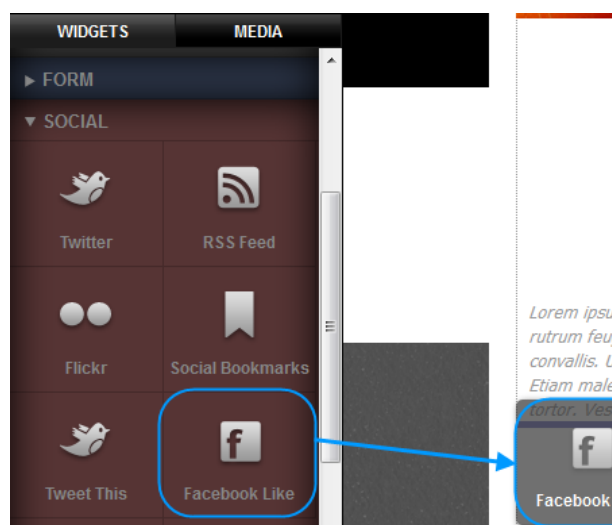 WIDGETS MEDIA
FORM
SOCIAL
Twitter RSS Feed
Flickr Social Bookmarks
Tweet This Facebook Like
Lorem ipsu
rutrum feu
convallis. U
Etiam male
tortor. Ves
Facebook